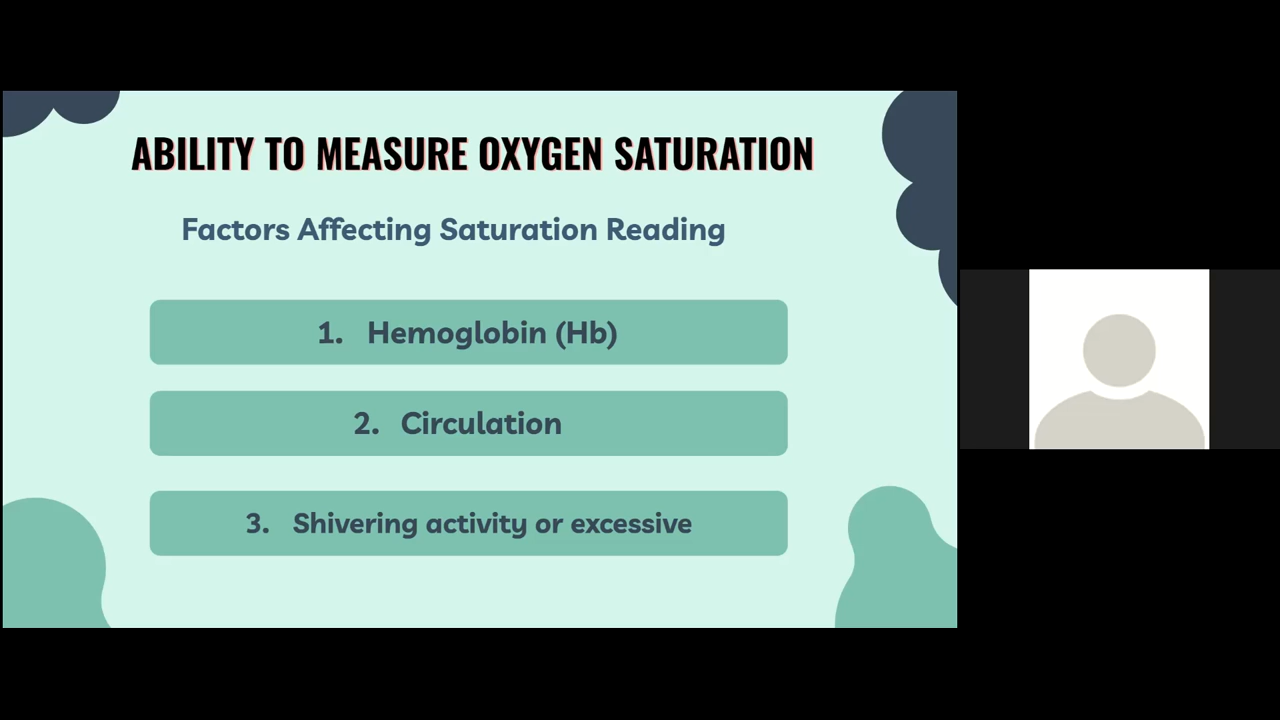 ABILITY TO MEASURE OXYGEN SATURATION
Factors Affecting Saturation Reading
1. Hemoglobin (Hb)
2. Circulation
3. Shivering activity or excessive